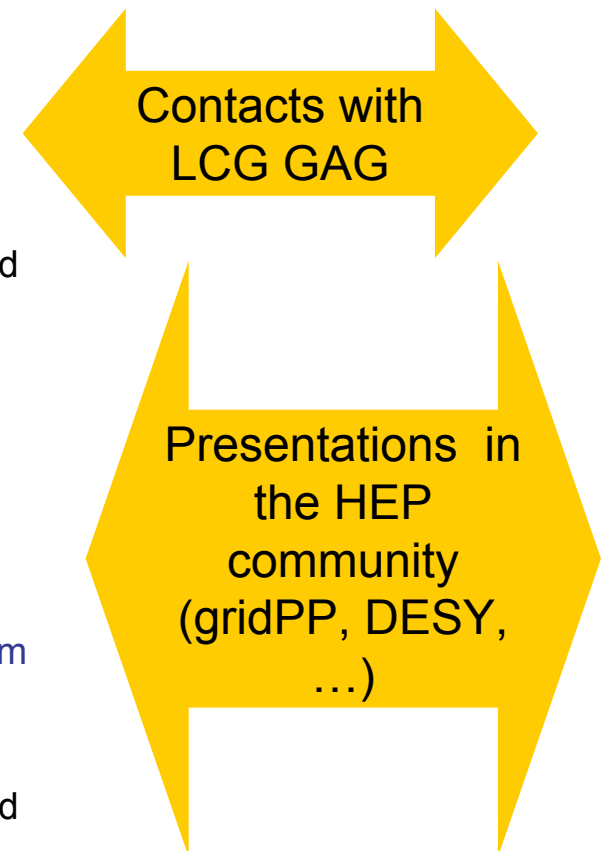 Contacts with
LCG GAG
d
Presentations in
the HEP
community
(gridPP, DESY,
…)
m
d